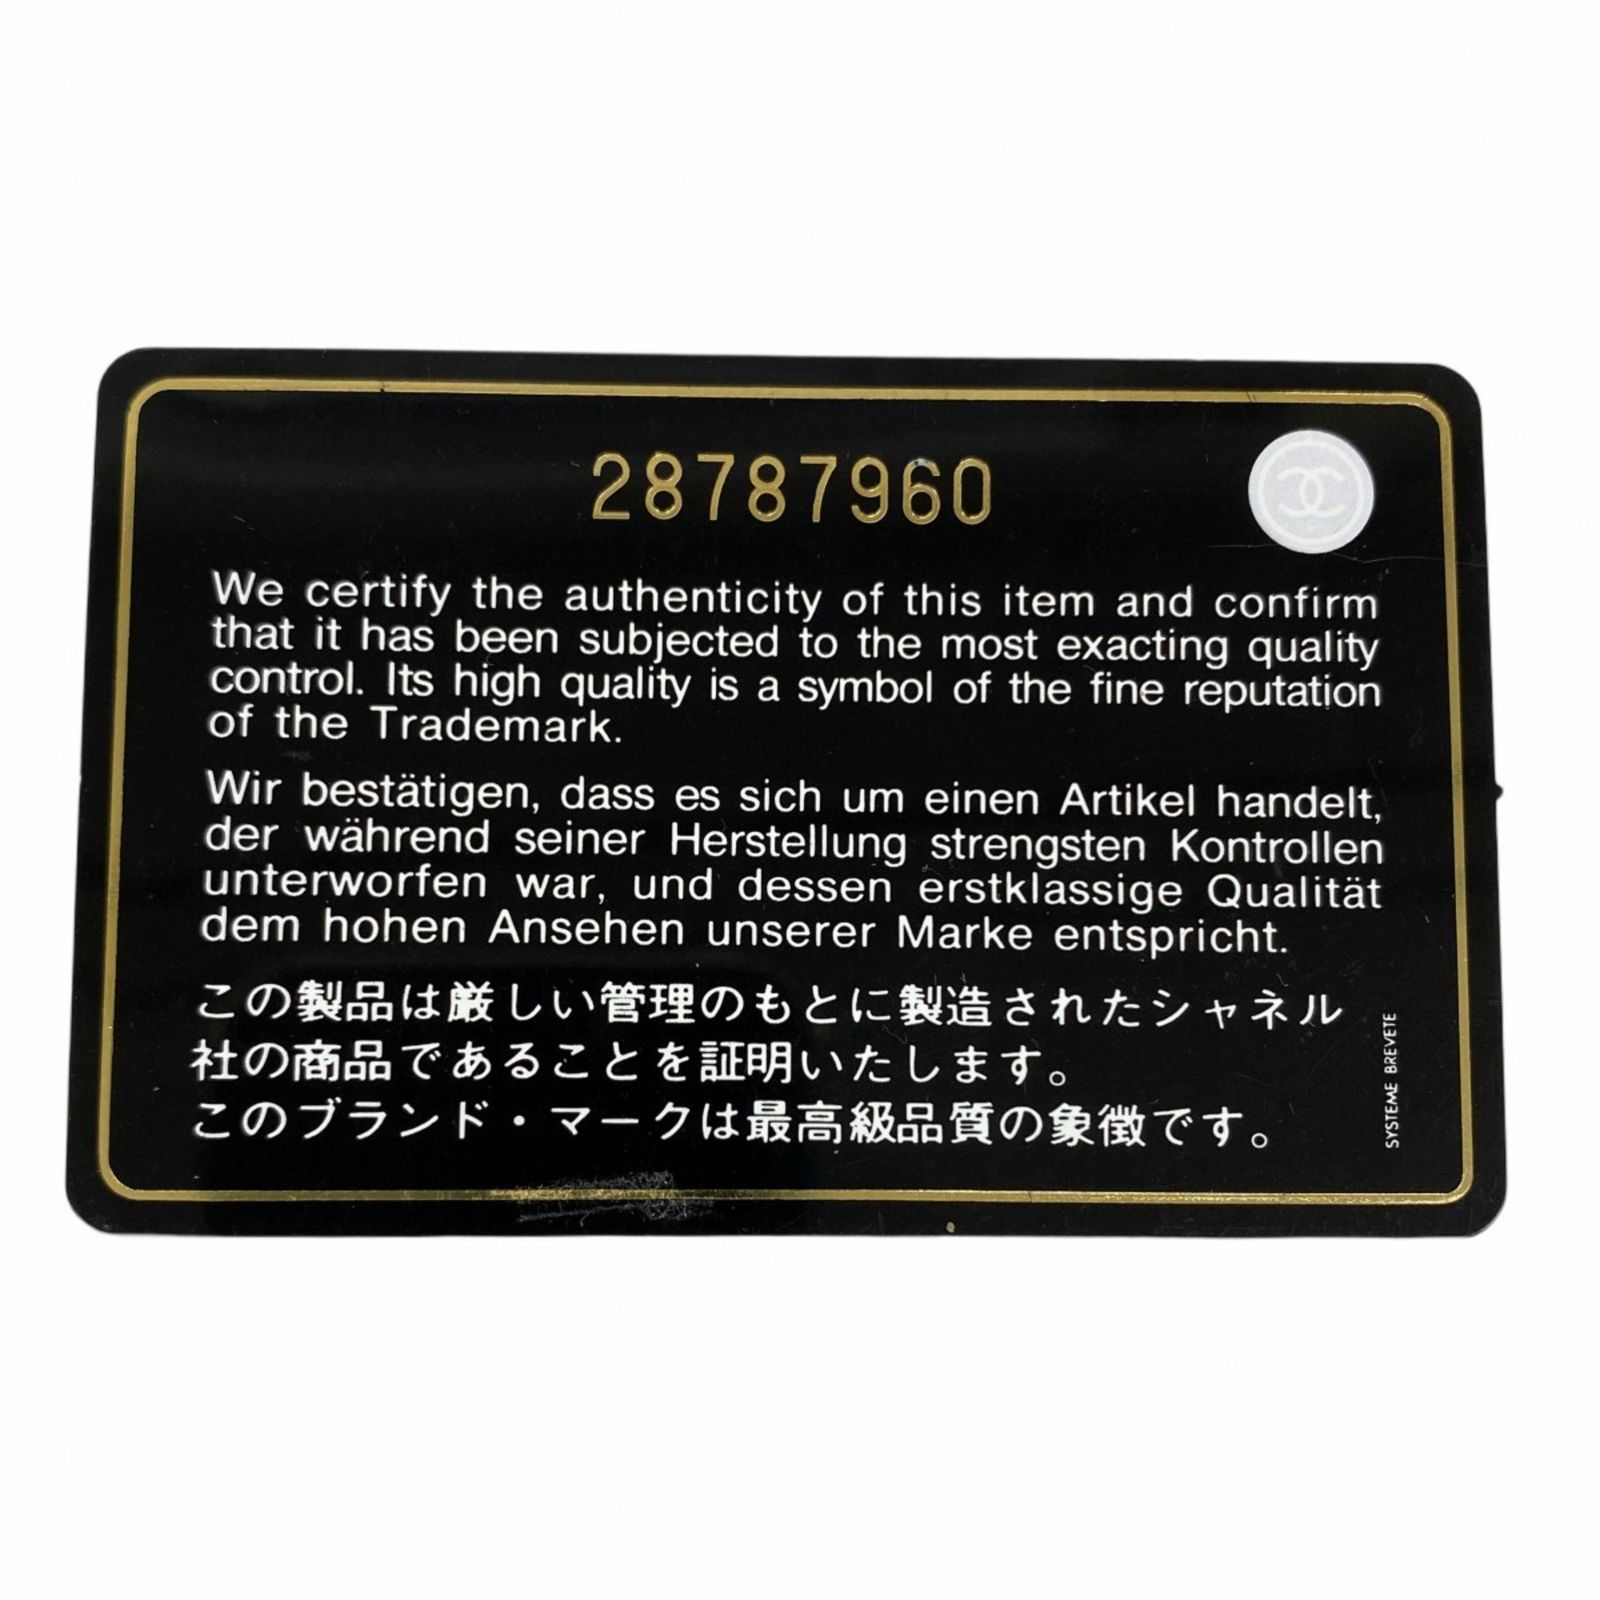 28787960
We certify the authenticity of this item and confirm
that it has been subjected to the most exacting quality
control. Its high quality is a symbol of the fine reputation
of the Trademark.
Wir bestätigen, dass es sich um einen Artikel handelt,
der während seiner Herstellung strengsten Kontrollen
unterworfen war, und dessen erstklassige Qualität
dem hohen Ansehen unserer Marke entspricht.
この製品は厳しい管理のもとに製造されたシャネル
社の商品であることを証明いたします。
このブランド・マークは最高級品質の象徴です。
SYSTEME BREVETE